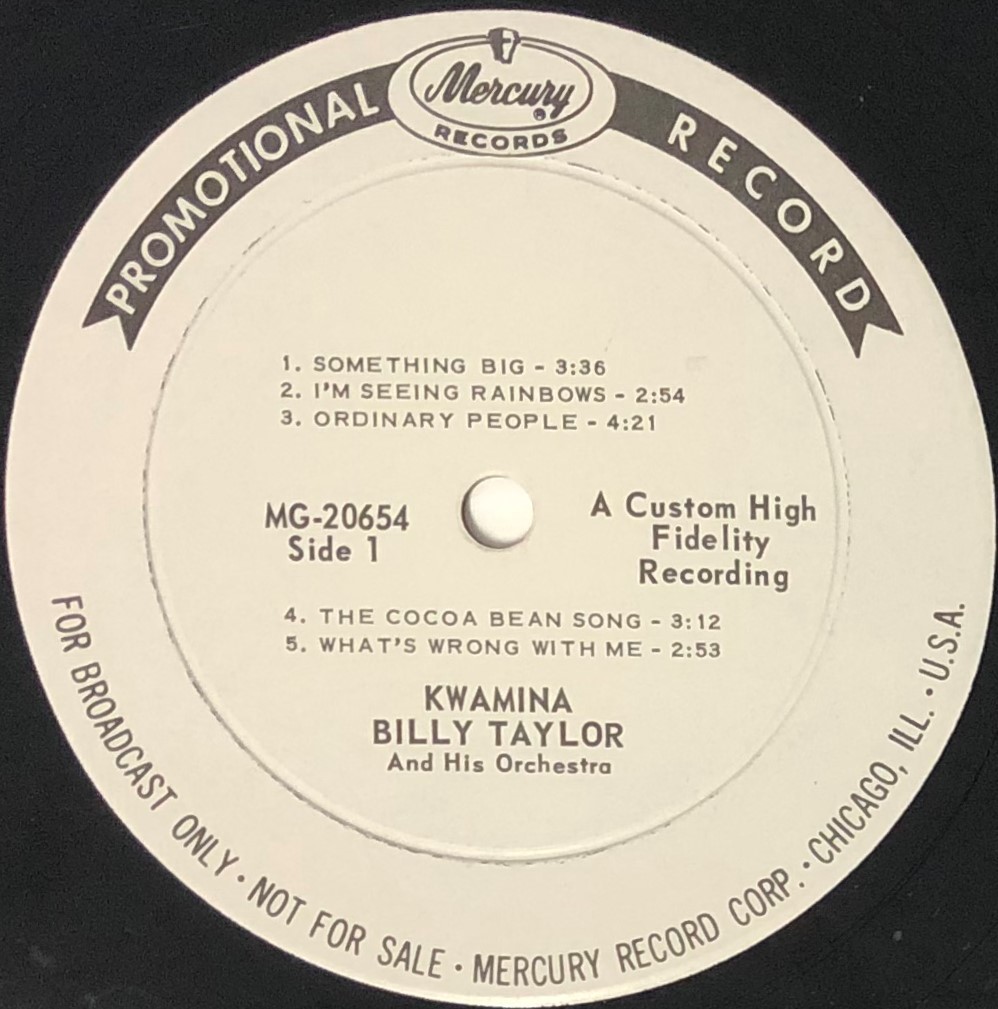 PROMOTIONAL RECORD
Mercury
®
RECORDS
1. SOMETHING BIG - 3:36
2. I'M SEEING RAINBOWS - 2:54
3. ORDINARY PEOPLE - 4:21
MG-20654
Side 1
A Custom High
Fidelity
Recording
4. THE COCOA BEAN SONG - 3:12
5. WHAT'S WRONG WITH ME - 2:53
KWAMINA
BILLY TAYLOR
And His Orchestra
FOR BROADCAST ONLY • NOT FOR SALE • MERCURY RECORD CORP. • CHICAGO, ILL. • U.S.A.